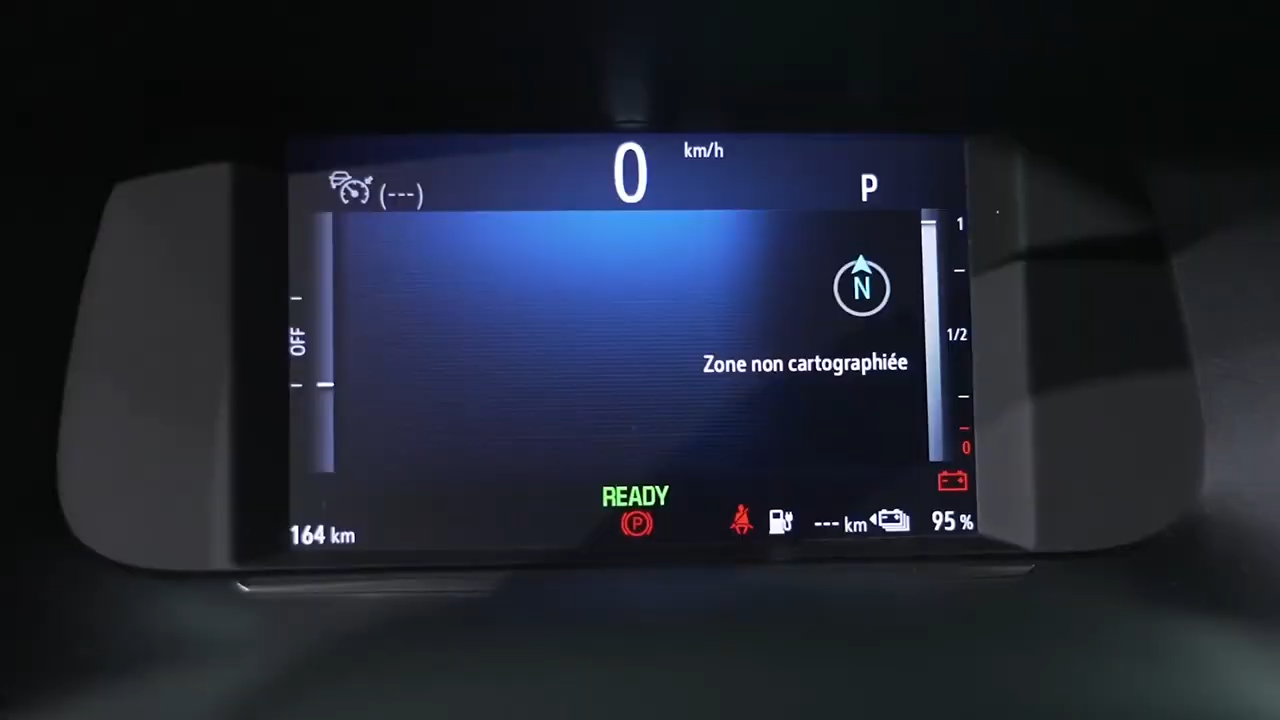 0 km/h
(---)
P
1
N
1/2
OFF
Zone non cartographiée
0
READY
P
164 km
--- km
95 %